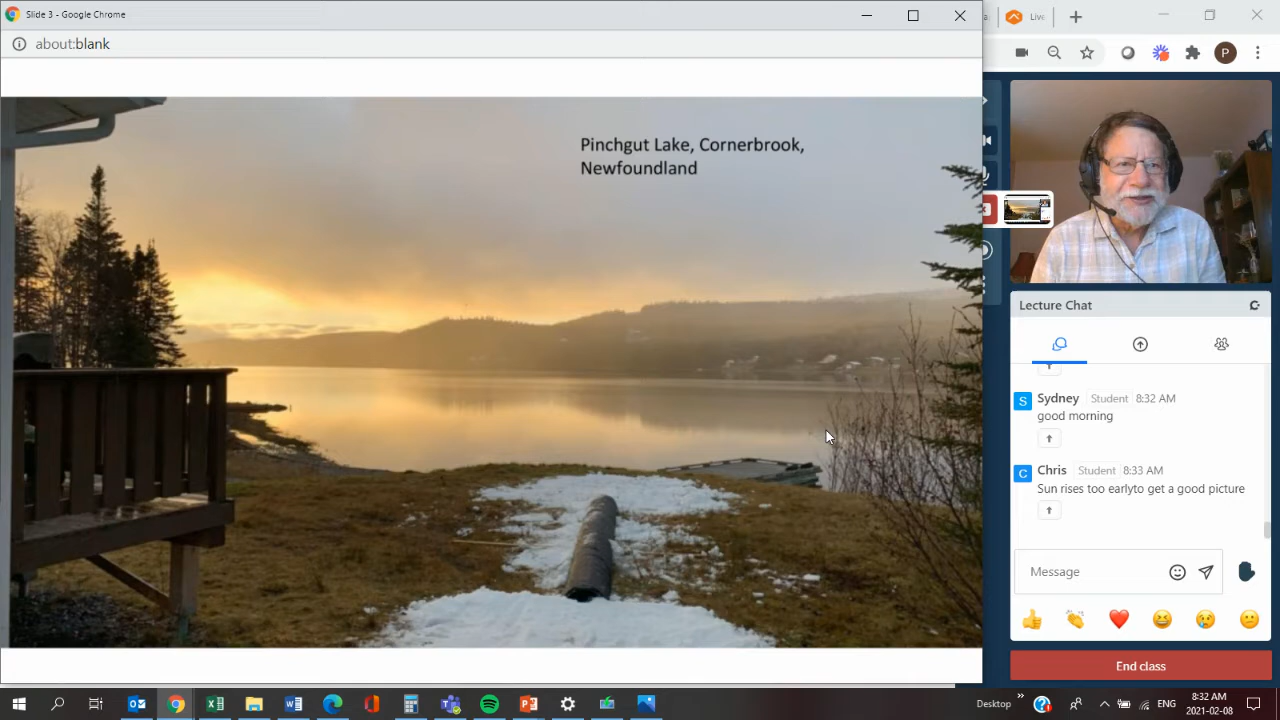 Slide 3 - Google Chrome
about:blank
Pinchgut Lake, Cornerbrook,
Newfoundland
Live
P
Lecture Chat
S
Sydney Student 8:32 AM
good morning
C
Chris Student 8:33 AM
Sun rises too earlyto get a good picture
Message
End class
Desktop
ENG
8:32 AM
2021-02-08